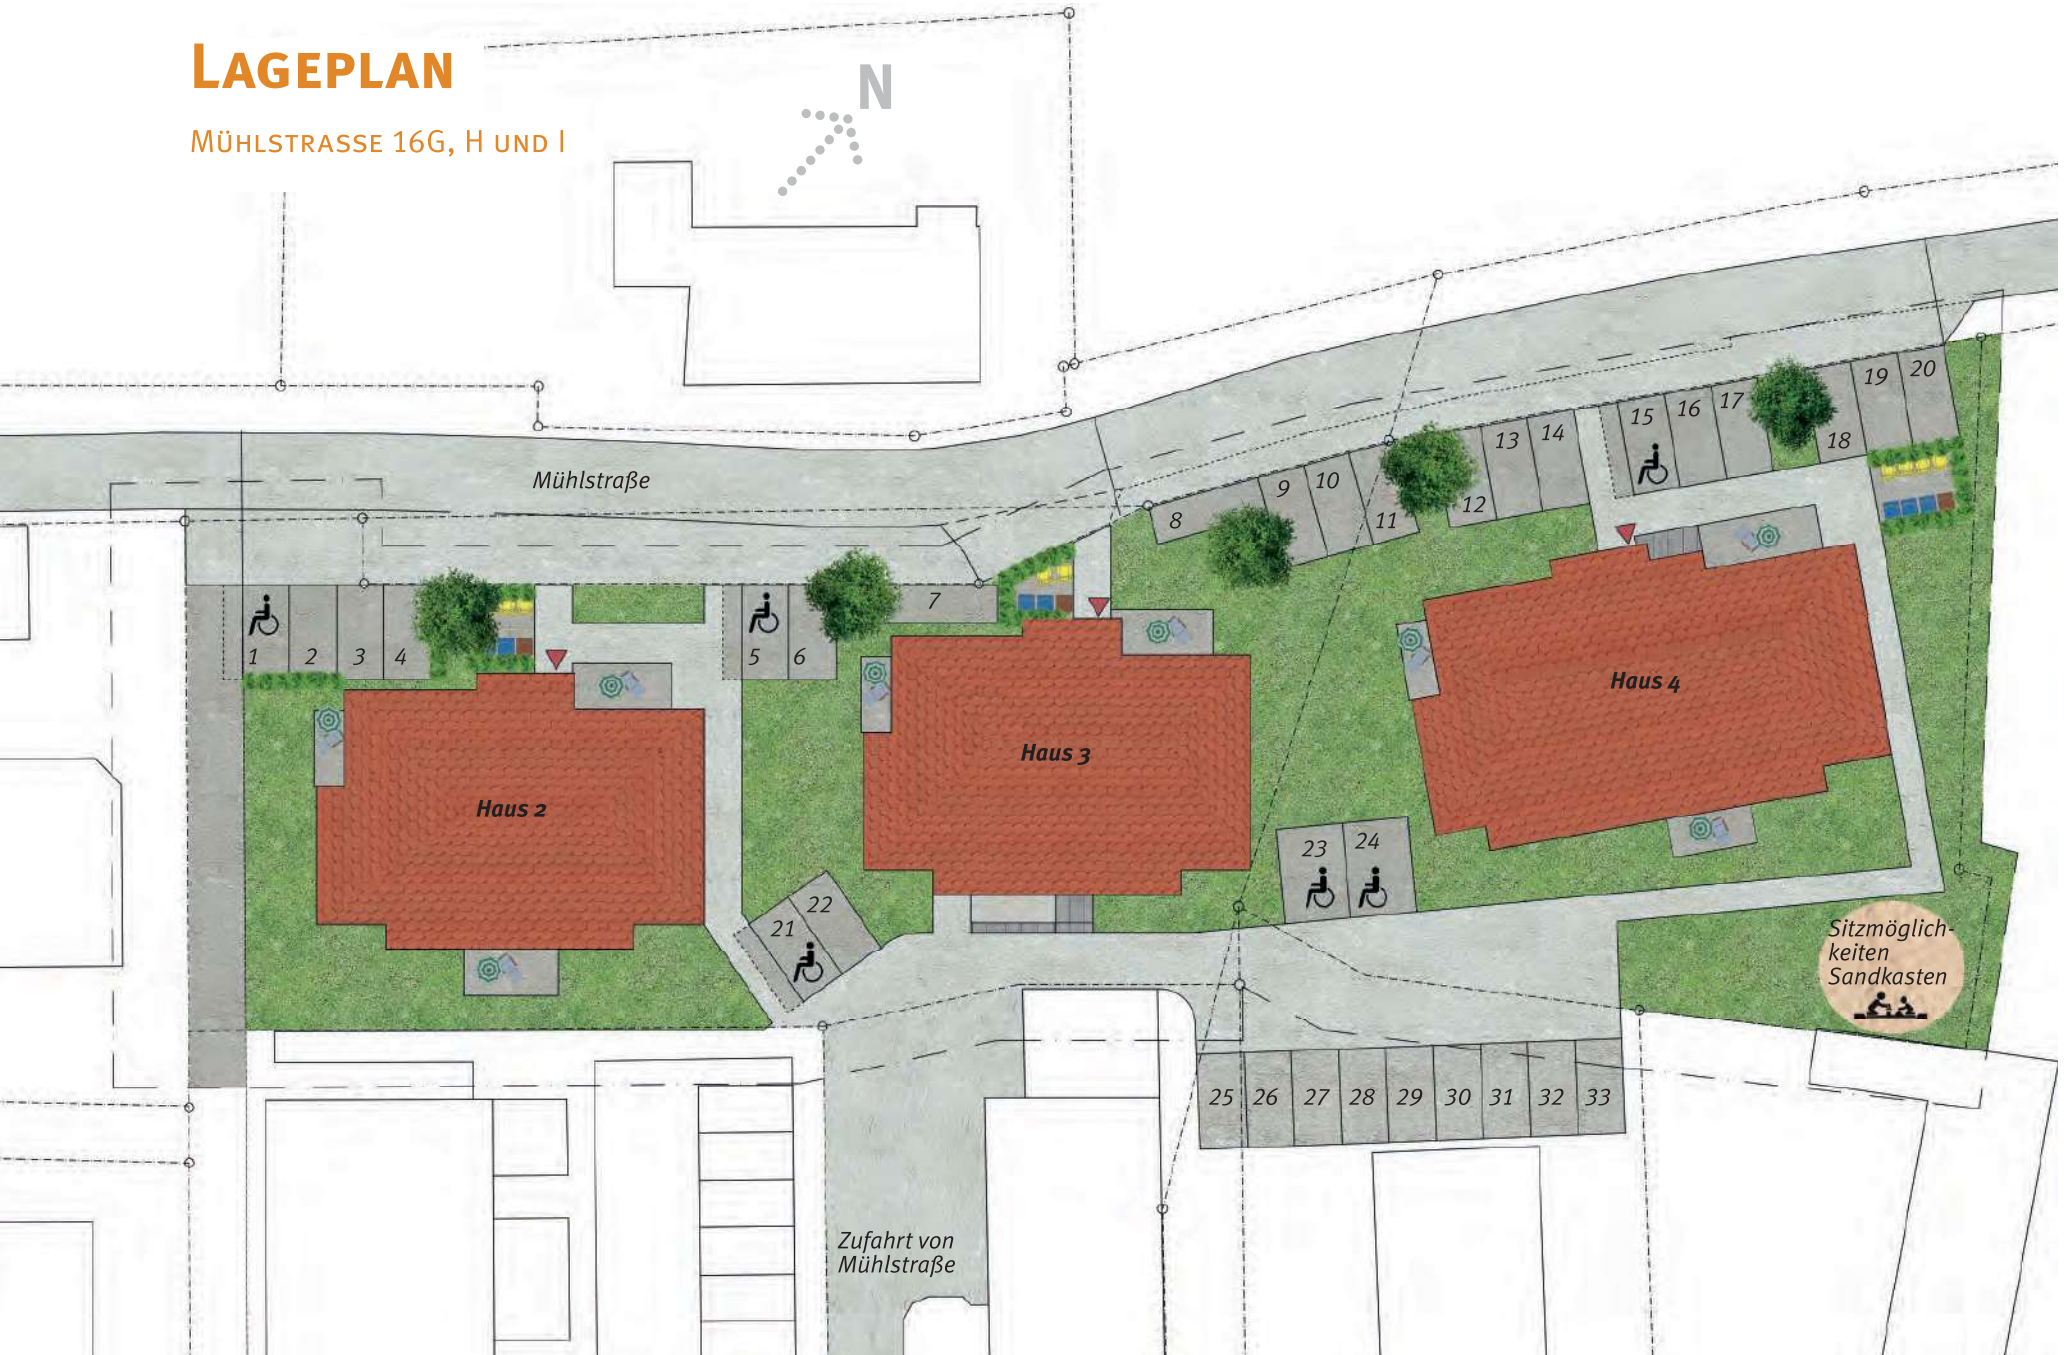 LAGEPLAN
MÜHLSTRASSE 16G, H UND I
N
Mühlstraße
1
2
3
4
5
6
7
8
9
10
11
12
13
14
15
16
17
18
19
20
Haus 2
Haus 3
Haus 4
21
22
23
24
Sitzmöglich-
keiten
Sandkasten
25
26
27
28
29
30
31
32
33
Zufahrt von
Mühlstraße